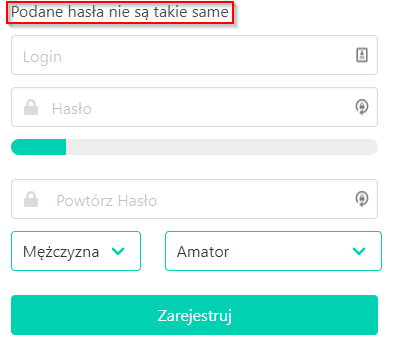 Podane hasła nie są takie same
Login
Hasło
Powtórz Hasło
Mężczyzna
Amator
Zarejestruj